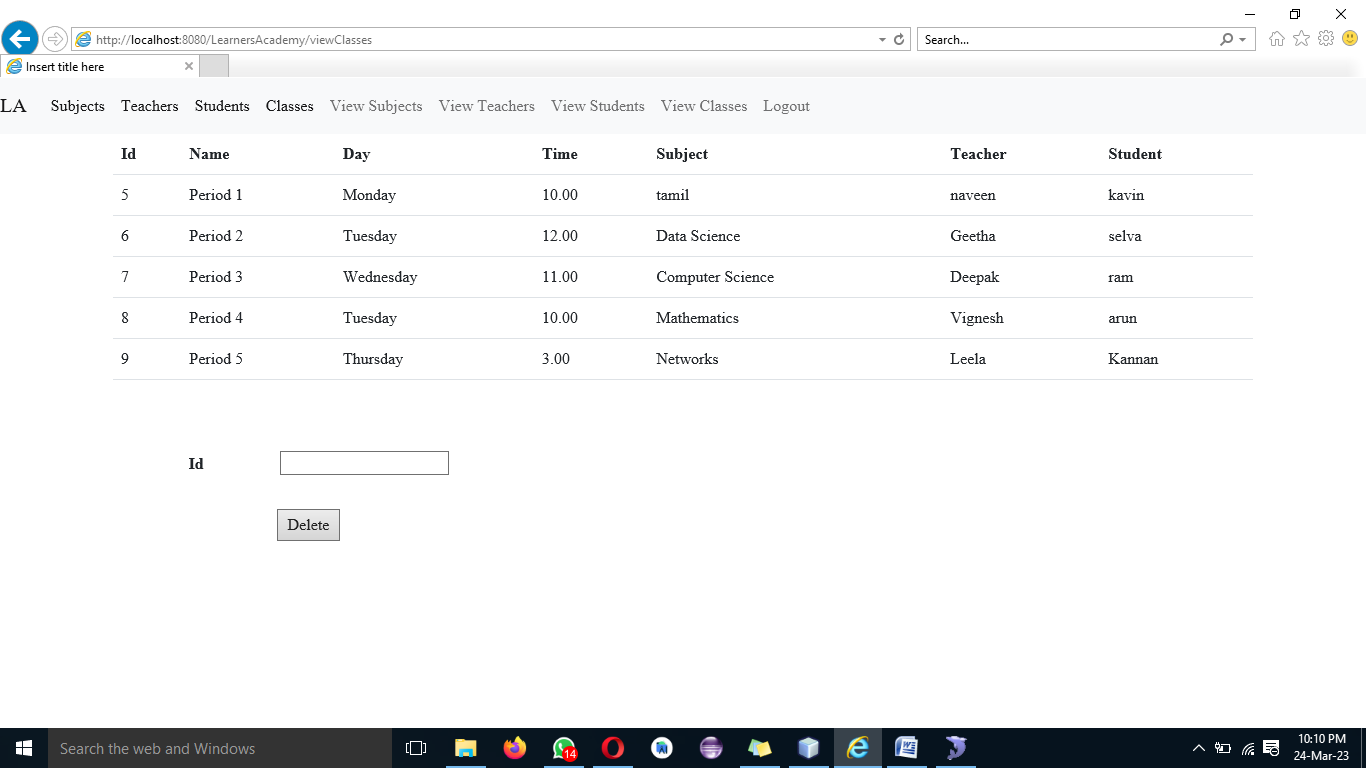 http://localhost:8080/LearnersAcademy/viewClasses
Search...
Insert title here
LA Subjects Teachers Students Classes View Subjects View Teachers View Students View Classes Logout
Id Name Day Time Subject Teacher Student
5 Period 1 Monday 10.00 tamil naveen kavin
6 Period 2 Tuesday 12.00 Data Science Geetha selva
7 Period 3 Wednesday 11.00 Computer Science Deepak ram
8 Period 4 Tuesday 10.00 Mathematics Vignesh arun
9 Period 5 Thursday 3.00 Networks Leela Kannan
Id
Delete
Search the web and Windows
14
10:10 PM
24-Mar-23